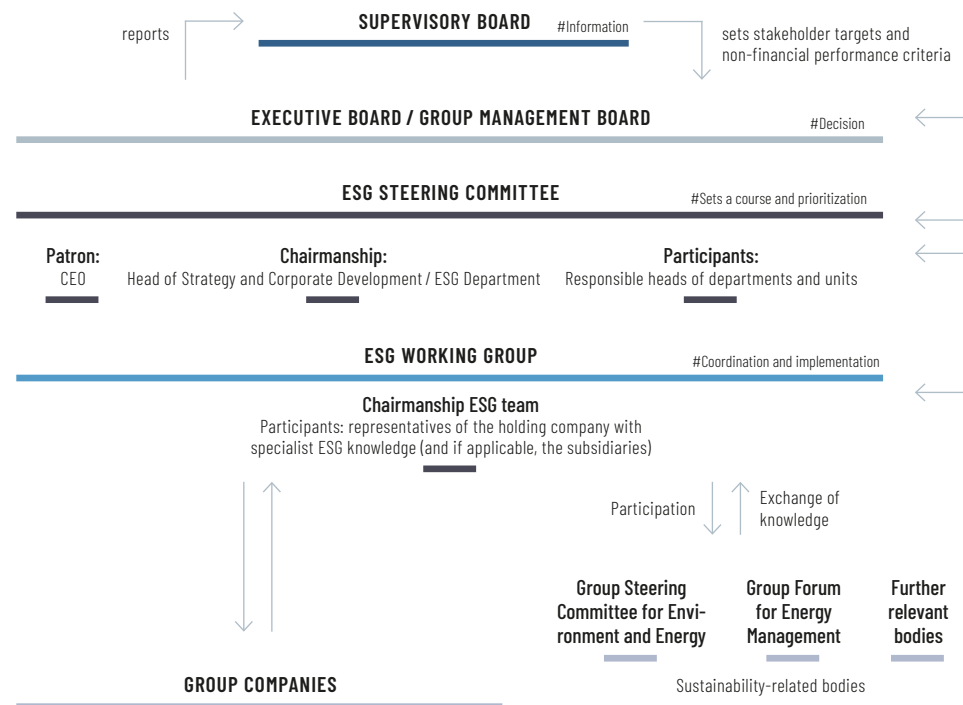 SUPERVISORY BOARD
#Information
reports
sets stakeholder targets and
non-financial performance criteria
EXECUTIVE BOARD / GROUP MANAGEMENT BOARD
#Decision
ESG STEERING COMMITTEE
#Sets a course and prioritization
Patron:
CEO
Chairmanship:
Head of Strategy and Corporate Development / ESG Department
Participants:
Responsible heads of departments and units
ESG WORKING GROUP
#Coordination and implementation
Chairmanship ESG team
Participants: representatives of the holding company with
specialist ESG knowledge (and if applicable, the subsidiaries)
Participation
Exchange of
knowledge
Group Steering
Committee for Envi-
ronment and Energy
Group Forum
for Energy
Management
Further
relevant
bodies
Sustainability-related bodies
GROUP COMPANIES